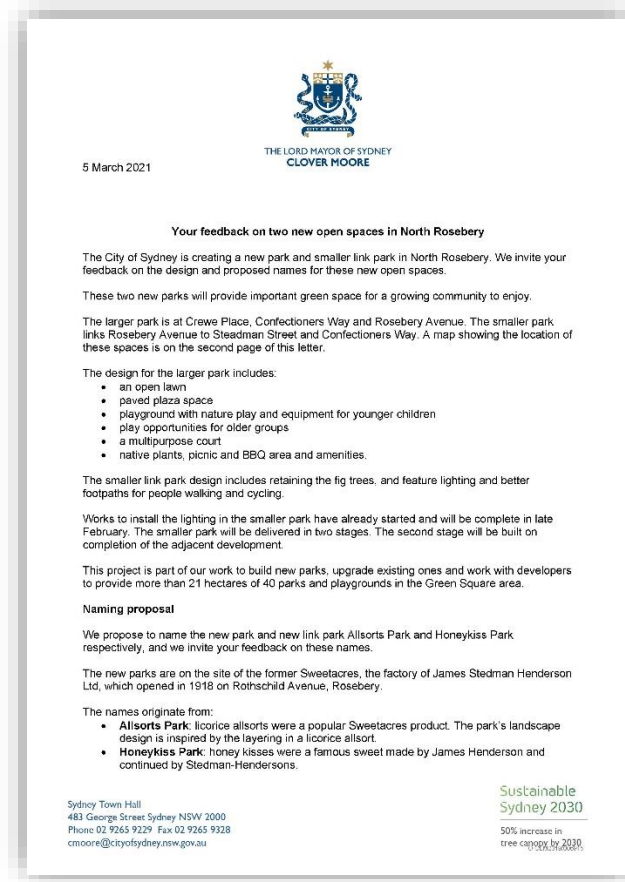 CITY OF SYDNEY
THE LORD MAYOR OF SYDNEY
CLOVER MOORE
5 March 2021
Your feedback on two new open spaces in North Rosebery
The City of Sydney is creating a new park and smaller link park in North Rosebery. We invite your
feedback on the design and proposed names for these new open spaces.
These two new parks will provide important green space for a growing community to enjoy.
The larger park is at Crewe Place, Confectioners Way and Rosebery Avenue. The smaller park
links Rosebery Avenue to Steadman Street and Confectioners Way. A map showing the location of
these spaces is on the second page of this letter.
The design for the larger park includes:
• an open lawn
• paved plaza space
• playground with nature play and equipment for younger children
• play opportunities for older groups
• a multipurpose court
• native plants, picnic and BBQ area and amenities.
The smaller link park design includes retaining the fig trees, and feature lighting and better
footpaths for people walking and cycling.
Works to install the lighting in the smaller park have already started and will be complete in late
February. The smaller park will be delivered in two stages. The second stage will be built on
completion of the adjacent development.
This project is part of our work to build new parks, upgrade existing ones and work with developers
to provide more than 21 hectares of 40 parks and playgrounds in the Green Square area.
Naming proposal
We propose to name the new park and new link park Allsorts Park and Honeykiss Park
respectively, and we invite your feedback on these names.
The new parks are on the site of the former Sweetacres, the factory of James Stedman Henderson
Ltd, which opened in 1918 on Rothschild Avenue, Rosebery.
The names originate from:
• Allsorts Park: licorice allsorts were a popular Sweetacres product. The park's landscape
design is inspired by the layering in a licorice allsort.
• Honeykiss Park: honey kisses were a famous sweet made by James Henderson and
continued by Stedman-Hendersons.
Sydney Town Hall
483 George Street Sydney NSW 2000
Phone 02 9265 9229 Fax 02 9265 9328
cmoore@cityofsydney.nsw.gov.au
Sustainable
Sydney 2030
50% increase in
tree canopy by 2030